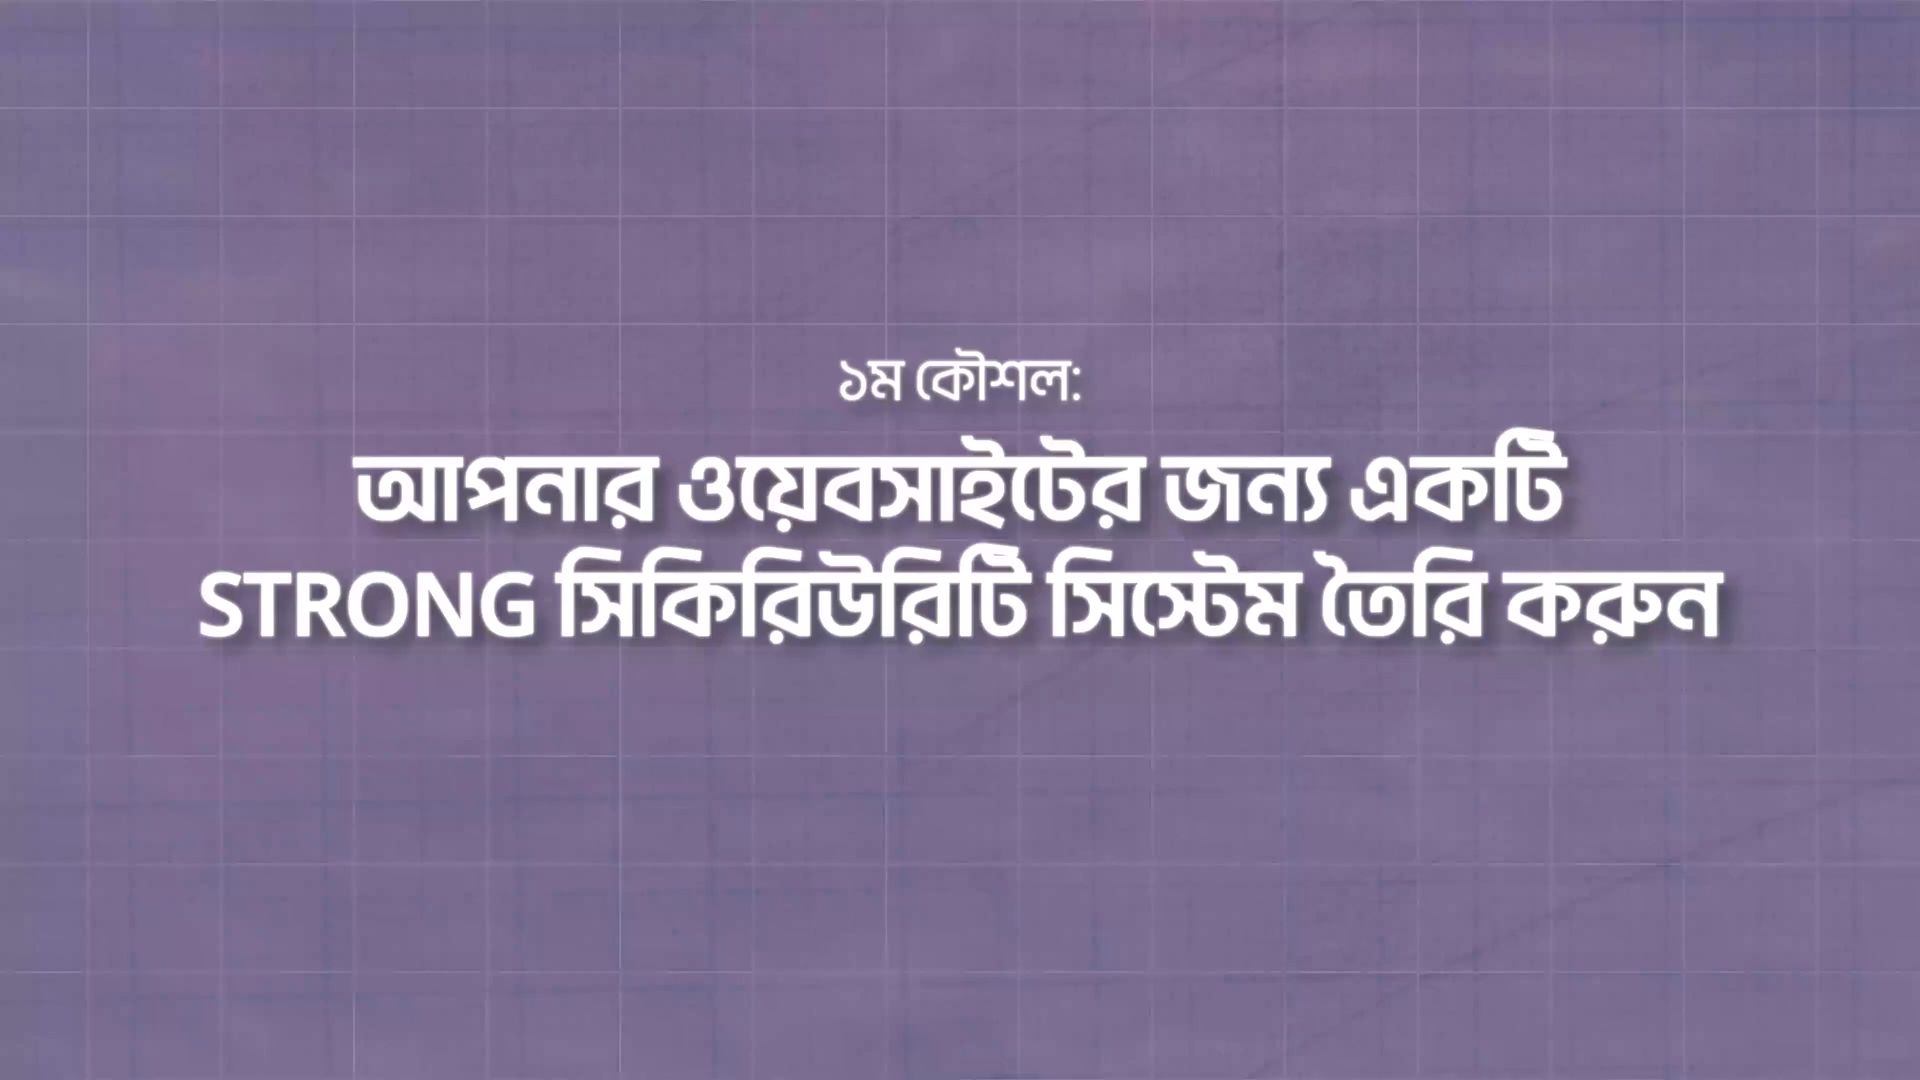 ১ম কৌশল:
আপনার ওয়েবসাইটের জন্য একটি
STRONG সিকিরিউরিটি সিস্টেম তৈরি করুন